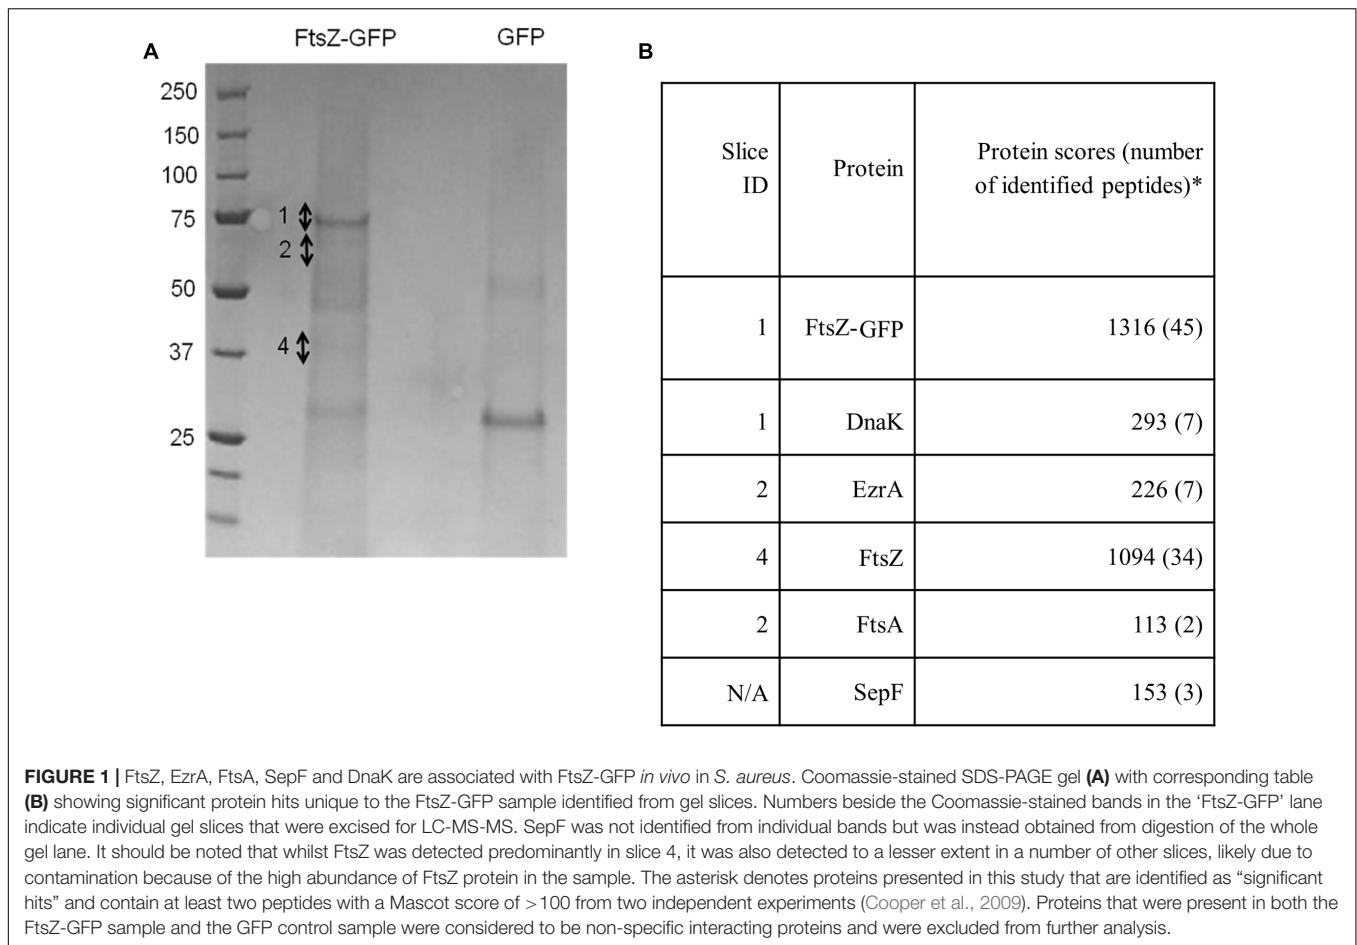 A
FtsZ-GFP
GFP
250
150
100
75
50
37
25
1
2
4
B
Slice ID
Protein
Protein scores (number of identified peptides)*
1 FtsZ-GFP 1316 (45)
1 DnaK 293 (7)
2 EzrA 226 (7)
4 FtsZ 1094 (34)
2 FtsA 113 (2)
N/A SepF 153 (3)
FIGURE 1 | FtsZ, EzrA, FtsA, SepF and DnaK are associated with FtsZ-GFP in vivo in S. aureus. Coomassie-stained SDS-PAGE gel (A) with corresponding table
(B) showing significant protein hits unique to the FtsZ-GFP sample identified from gel slices. Numbers beside the Coomassie-stained bands in the ‘FtsZ-GFP’ lane
indicate individual gel slices that were excised for LC-MS-MS. SepF was not identified from individual bands but was instead obtained from digestion of the whole
gel lane. It should be noted that whilst FtsZ was detected predominantly in slice 4, it was also detected to a lesser extent in a number of other slices, likely due to
contamination because of the high abundance of FtsZ protein in the sample. The asterisk denotes proteins presented in this study that are identified as “significant
hits” and contain at least two peptides with a Mascot score of >100 from two independent experiments (Cooper et al., 2009). Proteins that were present in both the
FtsZ-GFP sample and the GFP control sample were considered to be non-specific interacting proteins and were excluded from further analysis.